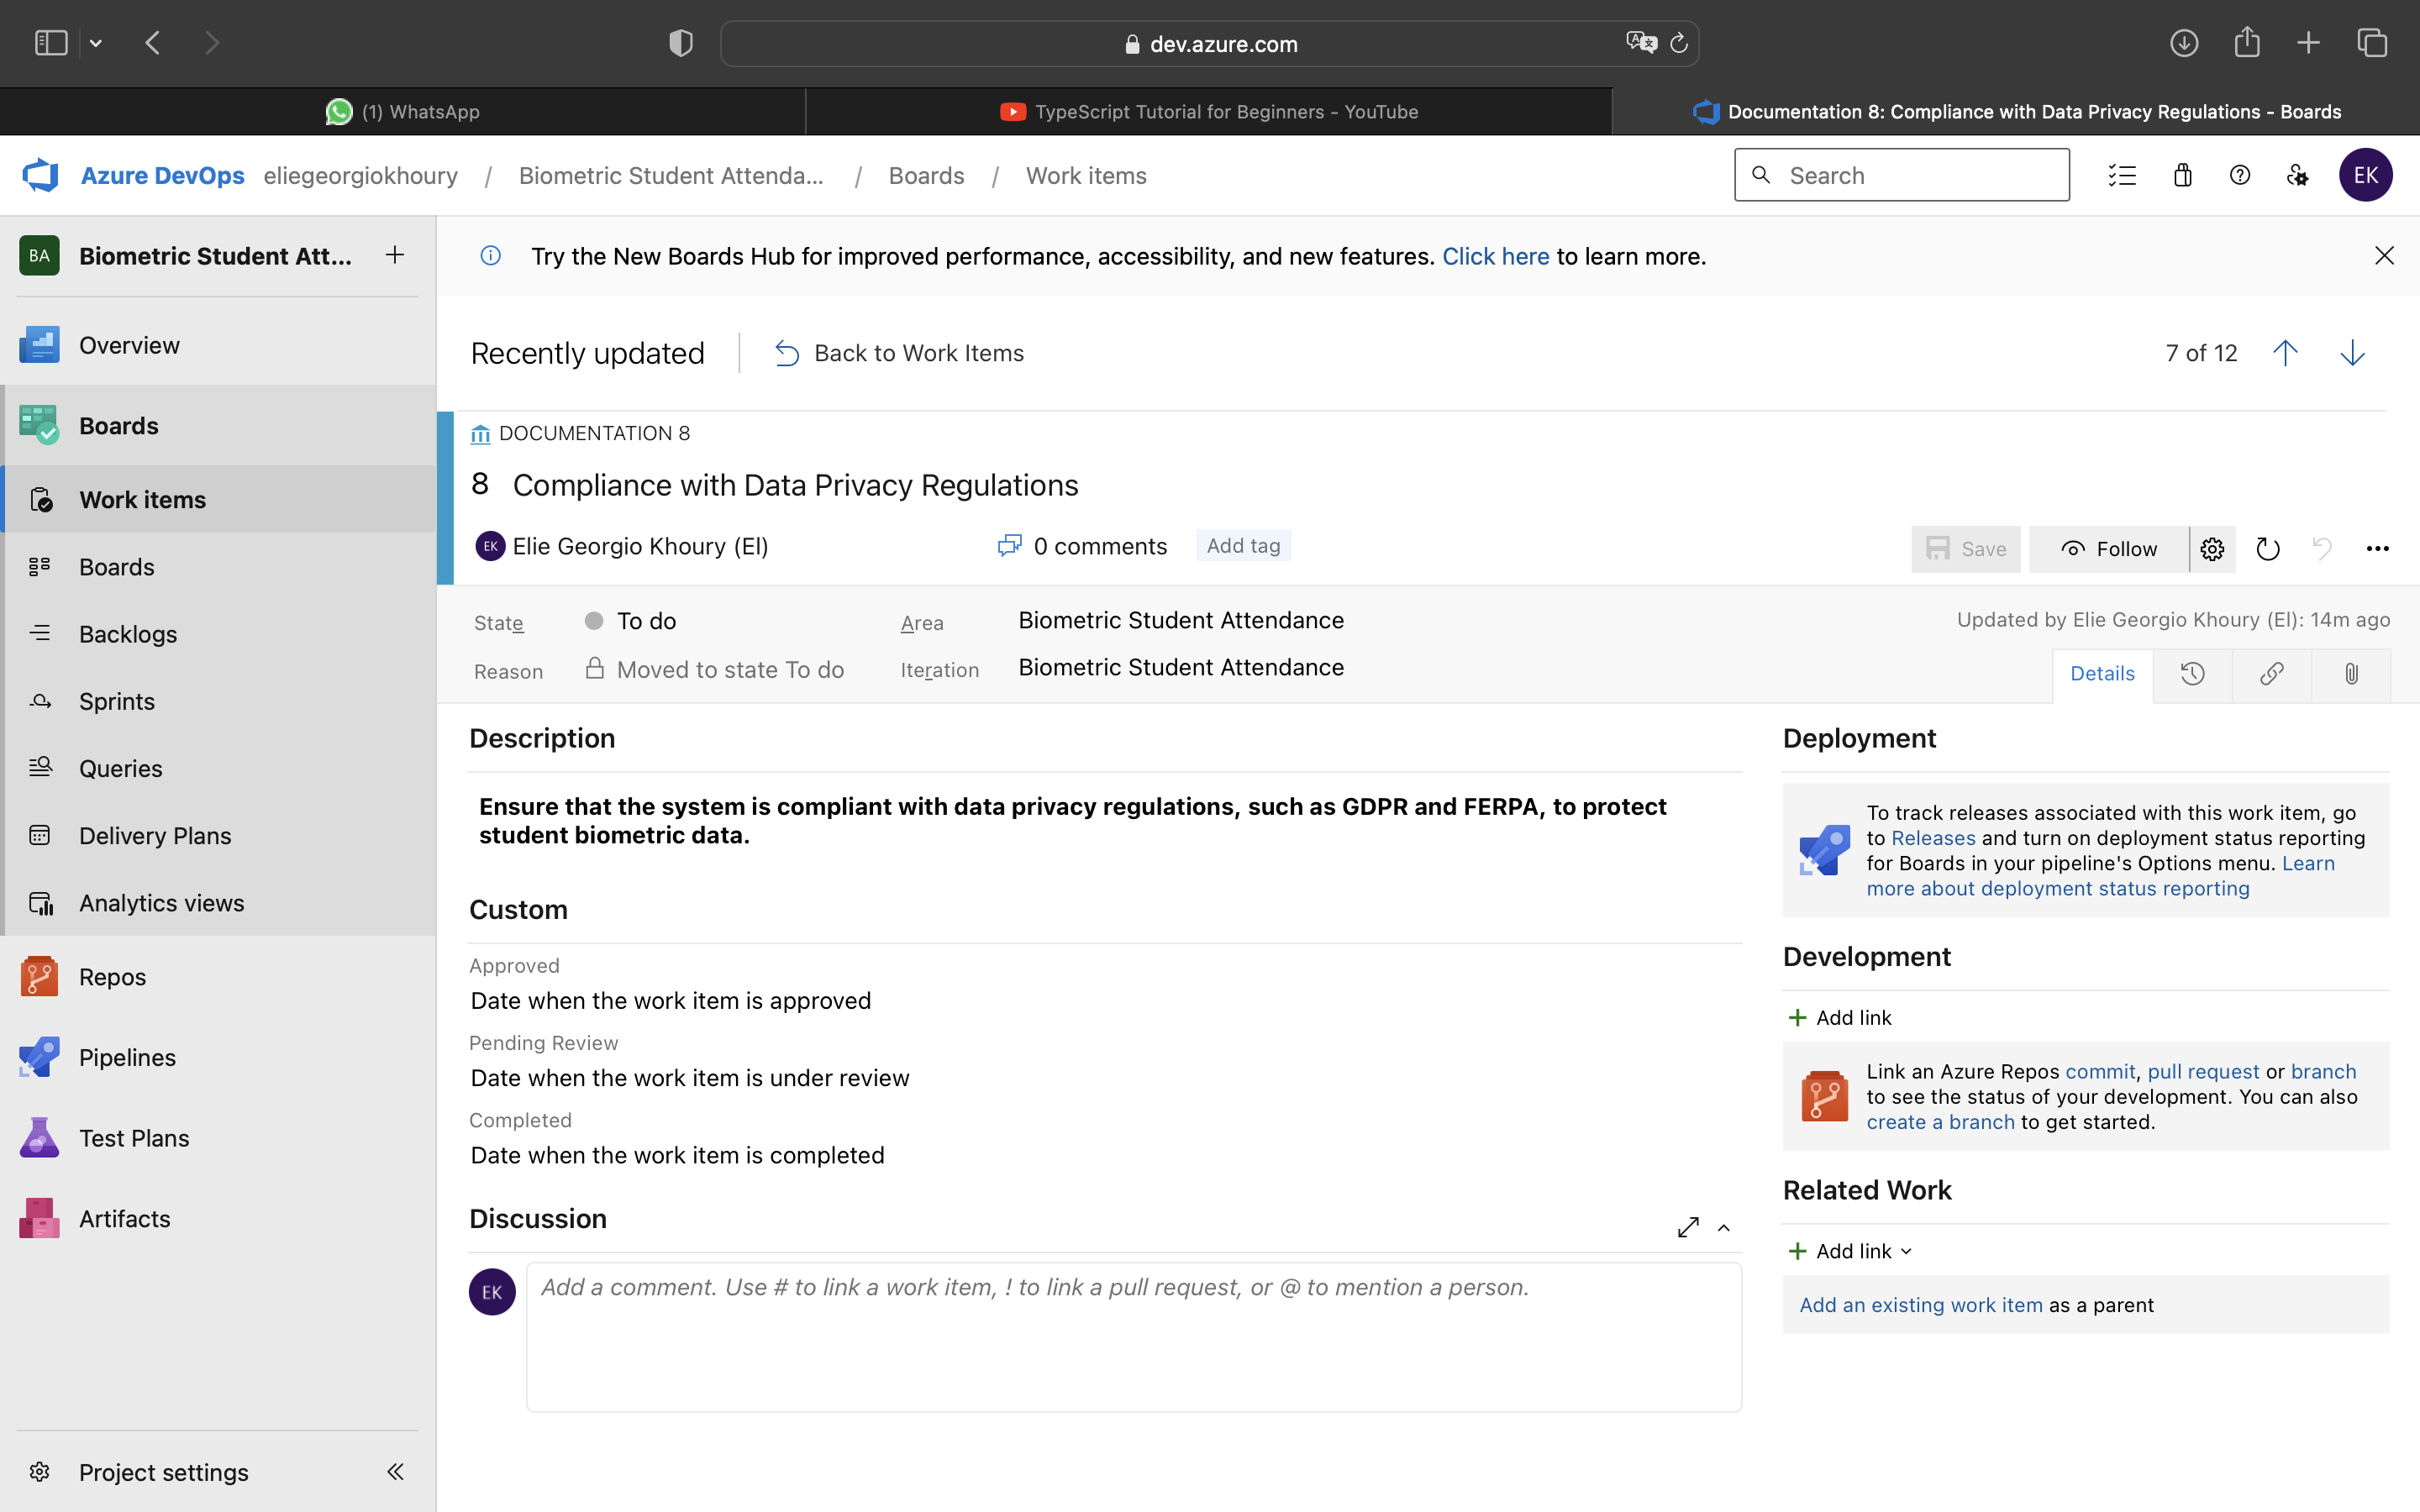 dev.azure.com
(1) WhatsApp
TypeScript Tutorial for Beginners - YouTube
Documentation 8: Compliance with Data Privacy Regulations - Boards
Azure DevOps eliegeorgiokhoury / Biometric Student Attenda... / Boards / Work items
Search
EK
BA Biometric Student Att...
Overview
Boards
Work items
Boards
Backlogs
Sprints
Queries
Delivery Plans
Analytics views
Repos
Pipelines
Test Plans
Artifacts
Project settings
Try the New Boards Hub for improved performance, accessibility, and new features. Click here to learn more.
Recently updated
Back to Work Items
7 of 12
DOCUMENTATION 8
8 Compliance with Data Privacy Regulations
EK Elie Georgio Khoury (El)
0 comments
Add tag
Save
Follow
State To do
Area Biometric Student Attendance
Updated by Elie Georgio Khoury (El): 14m ago
Reason Moved to state To do
Iteration Biometric Student Attendance
Details
Description
Ensure that the system is compliant with data privacy regulations, such as GDPR and FERPA, to protect
student biometric data.
Custom
Approved
Date when the work item is approved
Pending Review
Date when the work item is under review
Completed
Date when the work item is completed
Discussion
EK
Add a comment. Use # to link a work item, ! to link a pull request, or @ to mention a person.
Deployment
To track releases associated with this work item, go
to Releases and turn on deployment status reporting
for Boards in your pipeline's Options menu. Learn
more about deployment status reporting
Development
Add link
Link an Azure Repos commit, pull request or branch
to see the status of your development. You can also
create a branch to get started.
Related Work
Add link
Add an existing work item as a parent